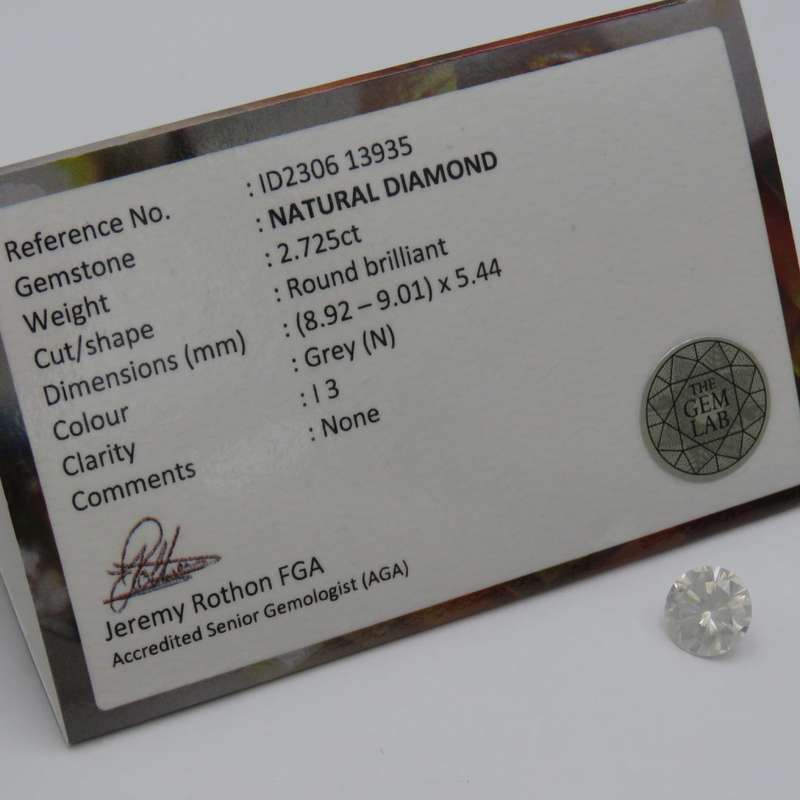 Reference No. : ID2306 13935
Gemstone : NATURAL DIAMOND
Weight : 2.725ct
Cut/shape : Round brilliant
Dimensions (mm) : (8.92 – 9.01) x 5.44
Colour : Grey (N)
Clarity : I 3
Comments : None
Jeremy Rothon FGA
Accredited Senior Gemologist (AGA)
THE
GEM
LAB